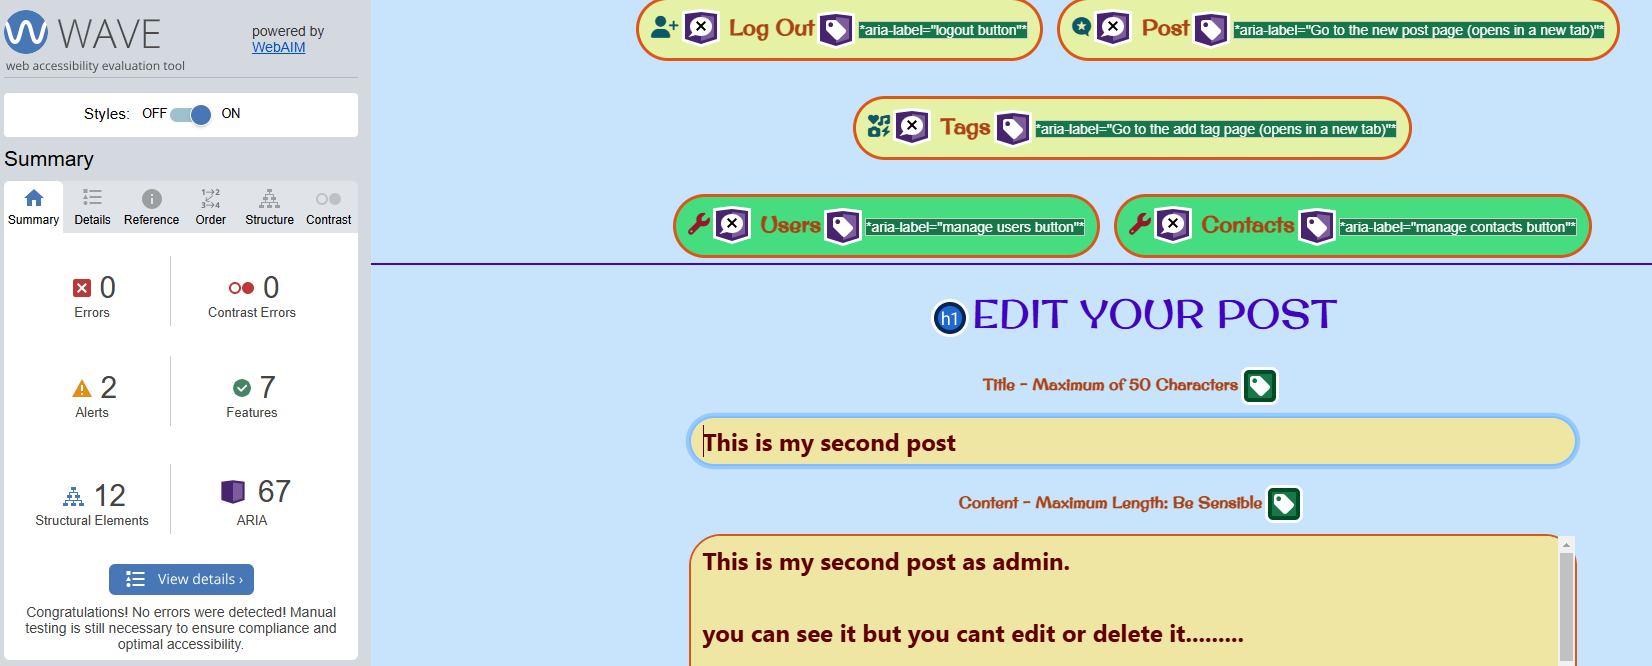 WAVE
powered by
WebAIM
web accessibility evaluation tool
Styles: OFF ON
Summary
Summary Details Reference Order Structure Contrast
0
Errors
0
Contrast Errors
2
Alerts
7
Features
12
Structural Elements
67
ARIA
View details ›
Congratulations! No errors were detected! Manual
testing is still necessary to ensure compliance and
optimal accessibility.
Log Out *aria-label="logout button"*
Post *aria-label="Go to the new post page (opens in a new tab)"*
Tags *aria-label="Go to the add tag page (opens in a new tab)"*
Users *aria-label="manage users button"*
Contacts *aria-label="manage contacts button"*
h1 EDIT YOUR POST
Title - Maximum of 50 Characters
This is my second post
Content - Maximum Length: Be Sensible
This is my second post as admin.
you can see it but you cant edit or delete it.........